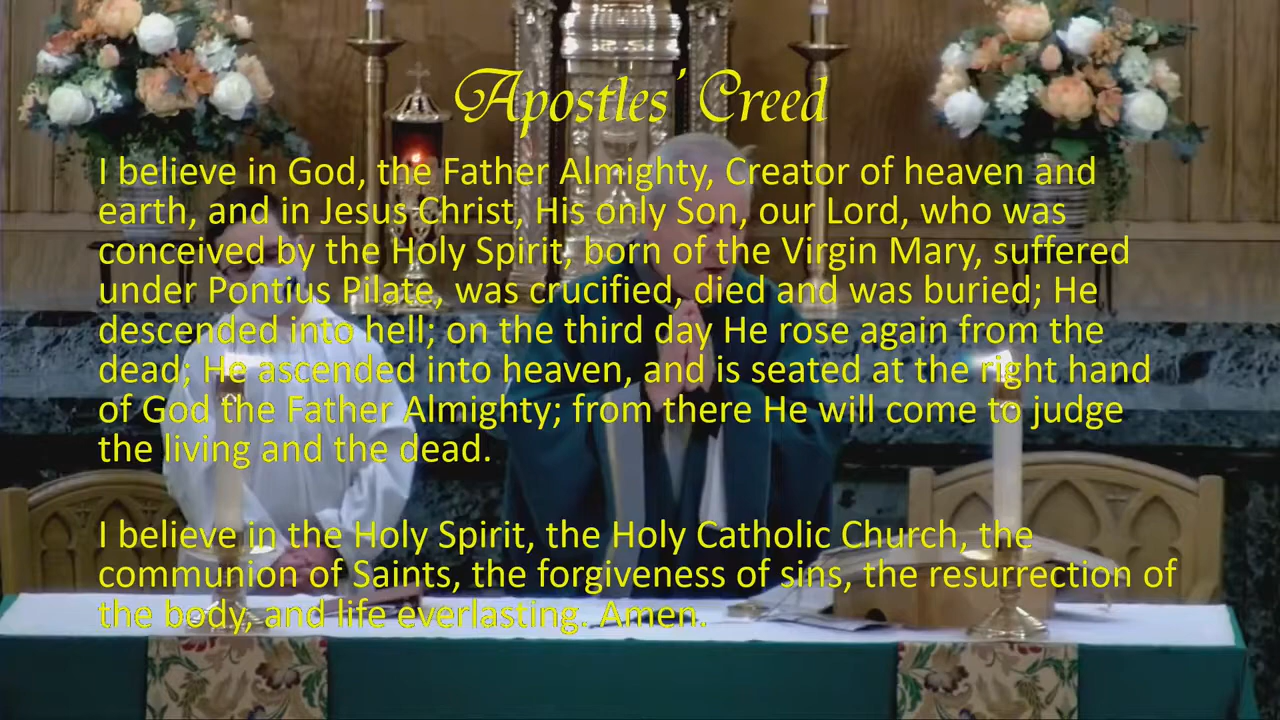 Apostles' Creed
I believe in God, the Father Almighty, Creator of heaven and
earth, and in Jesus Christ, His only Son, our Lord, who was
conceived by the Holy Spirit, born of the Virgin Mary, suffered
under Pontius Pilate, was crucified, died and was buried; He
descended into hell; on the third day He rose again from the
dead; He ascended into heaven, and is seated at the right hand
of God the Father Almighty; from there He will come to judge
the living and the dead.
I believe in the Holy Spirit, the Holy Catholic Church, the
communion of Saints, the forgiveness of sins, the resurrection of
the body, and life everlasting. Amen.